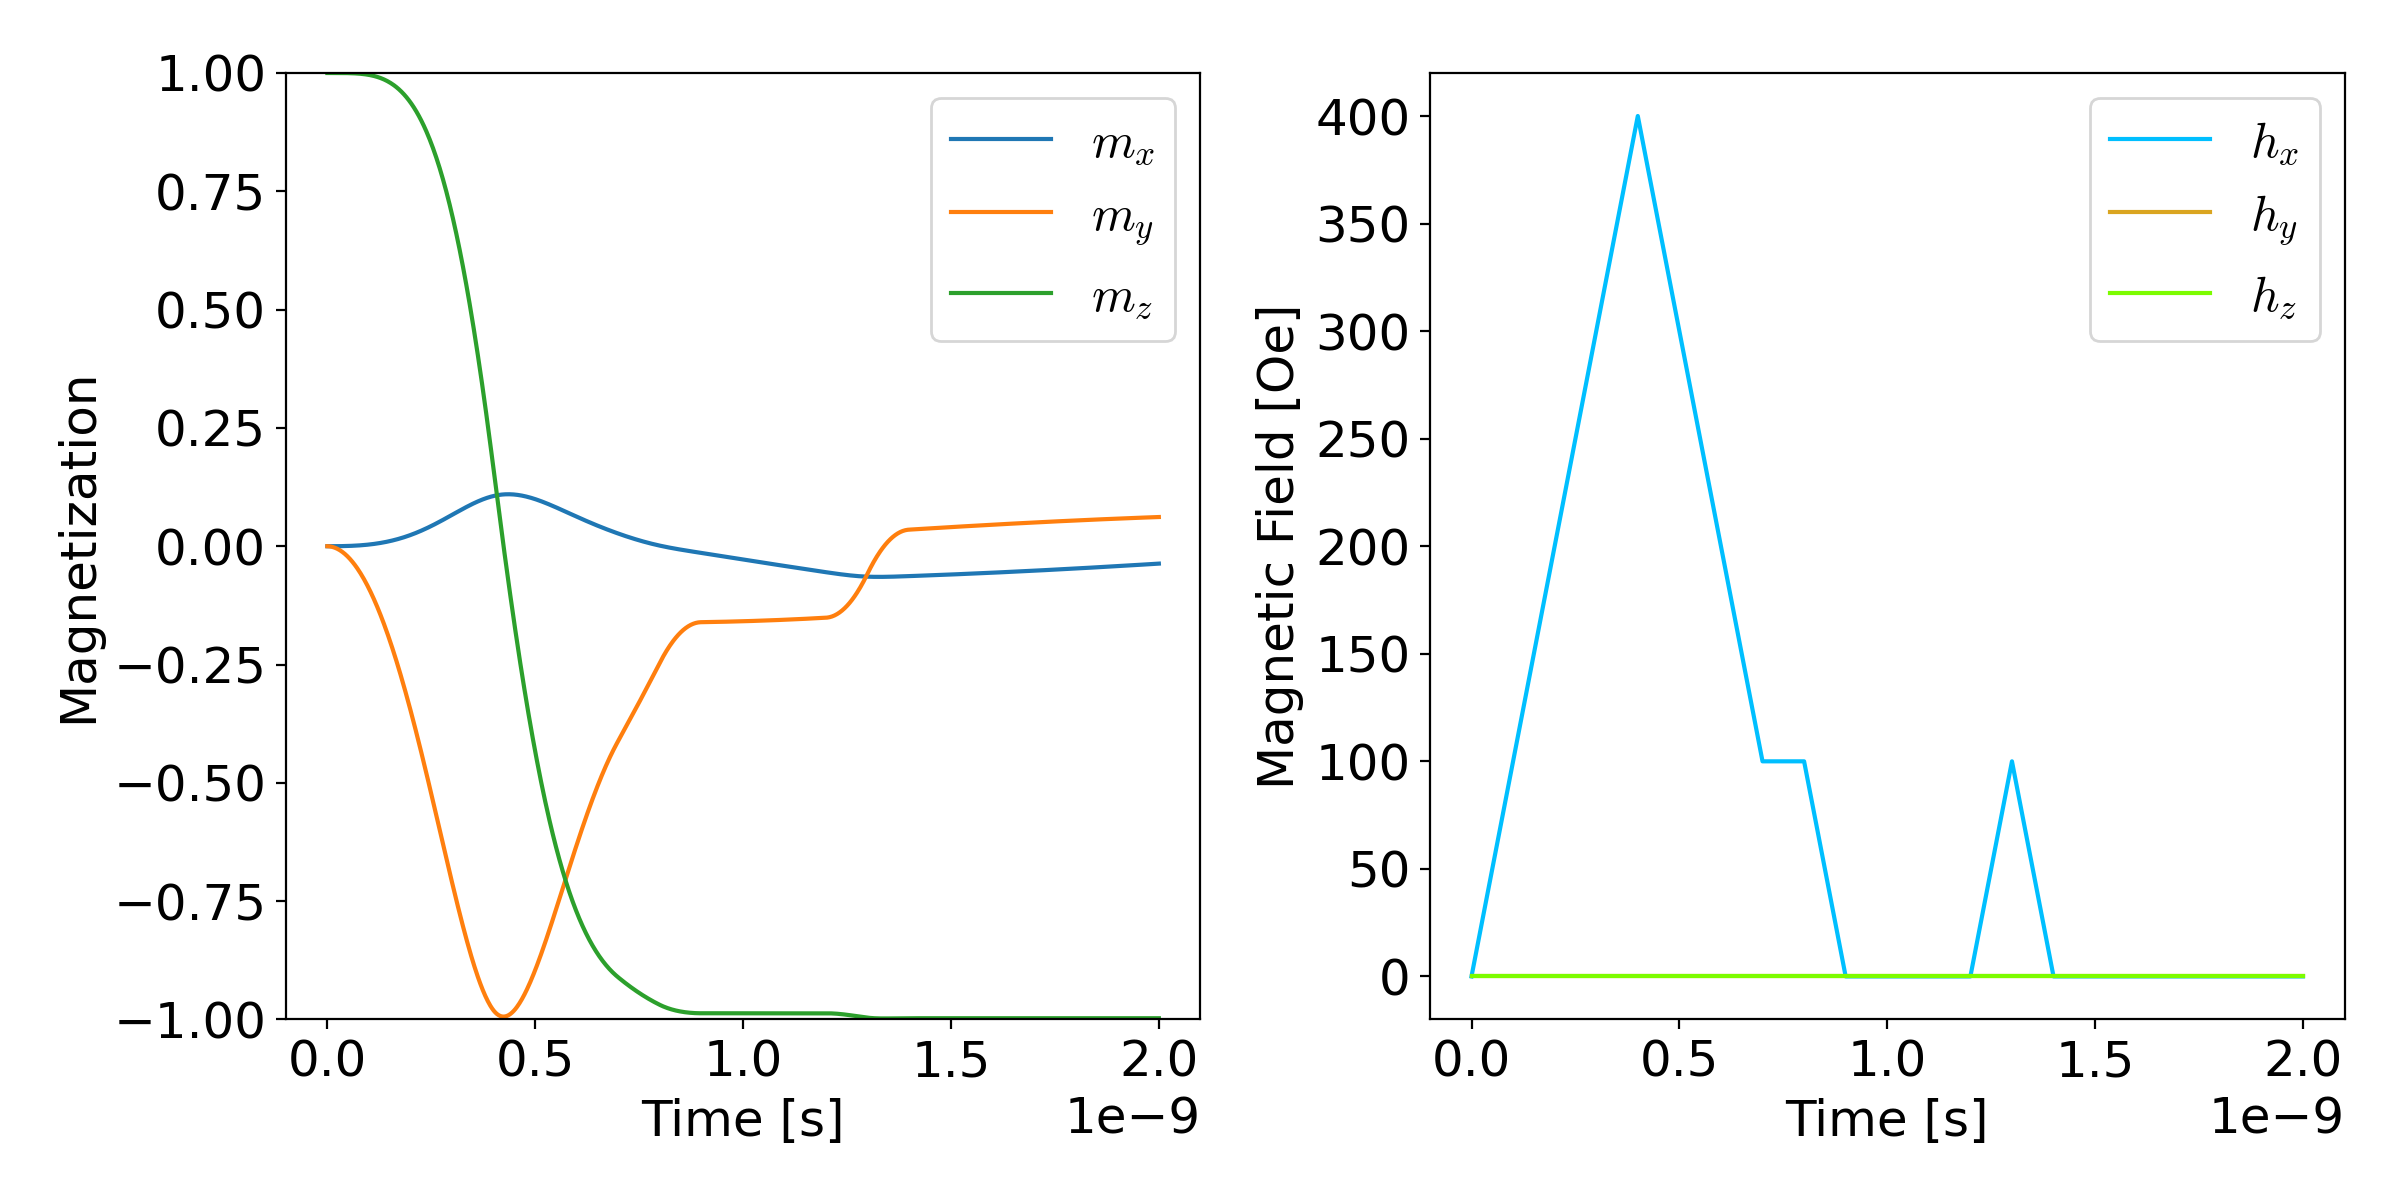 Magnetization
1.00
0.75
0.50
0.25
0.00
−0.25
−0.50
−0.75
−1.00
0.0 0.5 1.0 1.5 2.0
Time [s]
1e−9
m_x
m_y
m_z
Magnetic Field [Oe]
400
350
300
250
200
150
100
50
0
0.0 0.5 1.0 1.5 2.0
Time [s]
1e−9
h_x
h_y
h_z